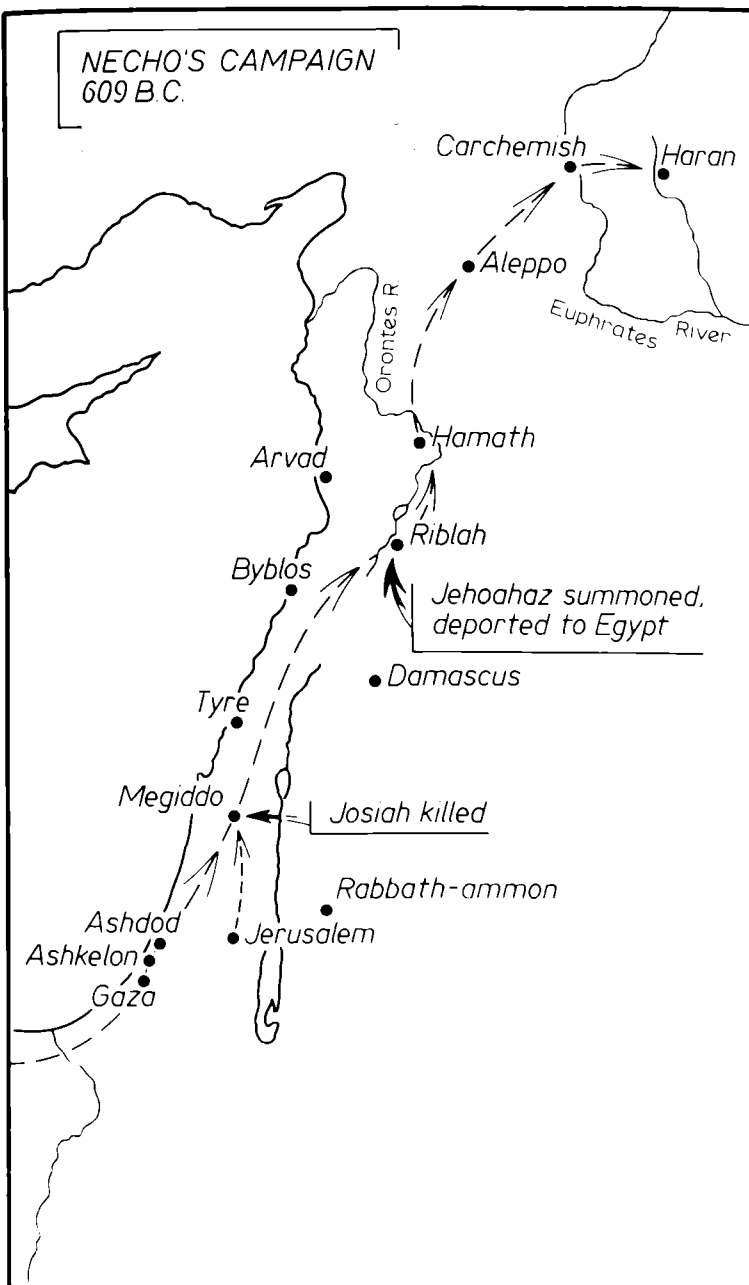 NECHO'S CAMPAIGN
609 B.C.
Carchemish
Haran
Aleppo
Euphrates River
Orontes R.
Hamath
Arvad
Riblah
Byblos
Jehoahaz summoned,
deported to Egypt
Damascus
Tyre
Megiddo
Josiah killed
Rabbath-ammon
Ashdod
Jerusalem
Ashkelon
Gaza